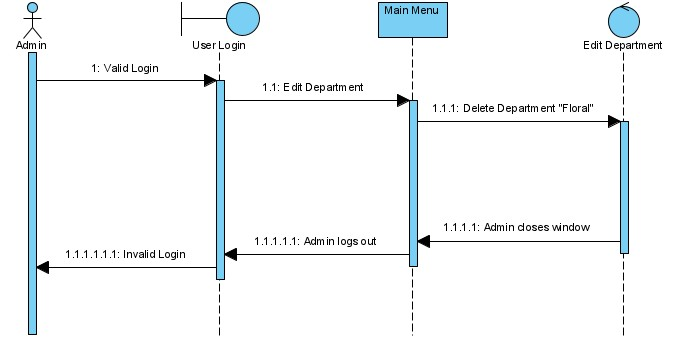 Main Menu
Admin
User Login
Edit Department
1: Valid Login
1.1: Edit Department
1.1.1: Delete Department "Floral"
1.1.1.1: Admin closes window
1.1.1.1.1: Admin logs out
1.1.1.1.1.1: Invalid Login